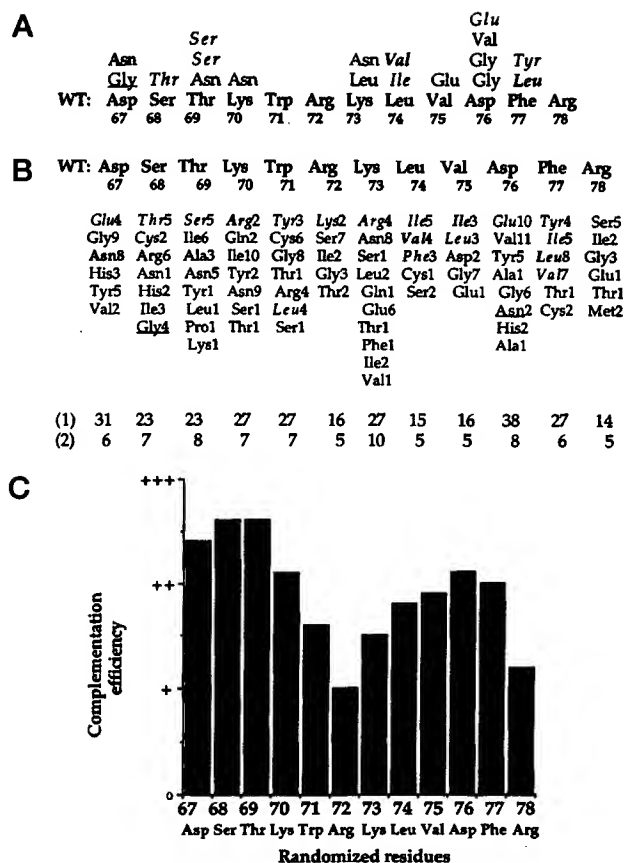 A
Glu
Ser Val
Asn Ser Asn Val Gly Tyr
Gly Thr Asn Asn Leu Ile Glu Gly Leu
WT: Asp Ser Thr Lys Trp Arg Lys Leu Val Asp Phe Arg
67 68 69 70 71 72 73 74 75 76 77 78
B
WT: Asp Ser Thr Lys Trp Arg Lys Leu Val Asp Phe Arg
67 68 69 70 71 72 73 74 75 76 77 78
Glu4 Thr5 Ser5 Arg2 Tyr3 Lys2 Arg4 Ile5 Ile3 Glu10 Tyr4 Ser5
Gly9 Cys2 Ile6 Gln2 Cys6 Ser7 Asn8 Val4 Leu3 Val11 Ile5 Ile2
Asn8 Arg6 Ala3 Ile10 Gly8 Ile2 Ser1 Phe3 Asp2 Tyr5 Leu8 Gly3
His3 Asn1 Asn5 Tyr2 Thr1 Gly3 Leu2 Cys1 Gly7 Ala1 Val7 Glu1
Tyr5 His2 Tyr1 Asn9 Arg4 Thr2 Gln1 Ser2 Glu1 Gly6 Thr1 Thr1
Val2 Ile3 Leu1 Ser1 Leu4 Glu6 Asn2 Cys2 Met2
Gly4 Pro1 Thr1 Ser1 Thr1 His2
Lys1 Phe1 Ala1
Ile2
Val1
(1) 31 23 23 27 27 16 27 15 16 38 27 14
(2) 6 7 8 7 7 5 10 5 5 8 6 5
C
+++
++
+
0
Complementation efficiency
67 68 69 70 71 72 73 74 75 76 77 78
Asp Ser Thr Lys Trp Arg Lys Leu Val Asp Phe Arg
Randomized residues